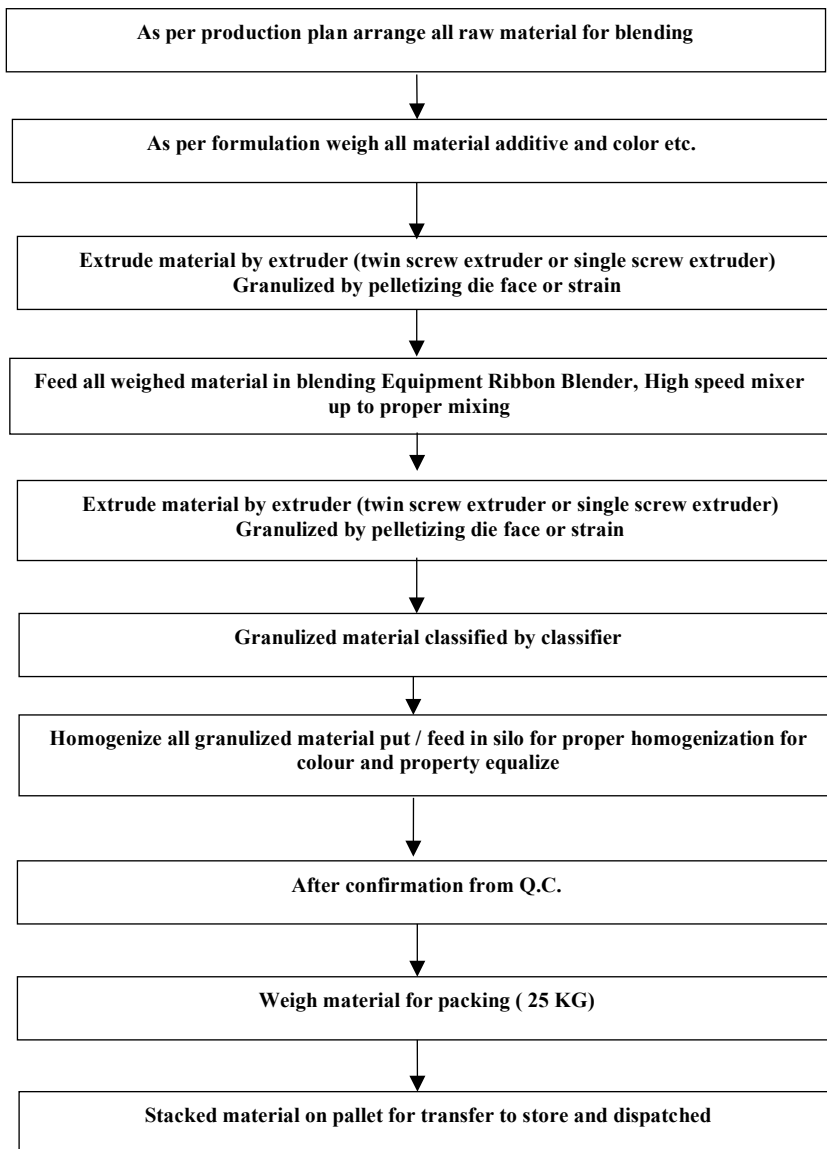 As per production plan arrange all raw material for blending
As per formulation weigh all material additive and color etc.
Extrude material by extruder (twin screw extruder or single screw extruder)
Granulized by pelletizing die face or strain
Feed all weighed material in blending Equipment Ribbon Blender, High speed mixer
up to proper mixing
Extrude material by extruder (twin screw extruder or single screw extruder)
Granulized by pelletizing die face or strain
Granulized material classified by classifier
Homogenize all granulized material put / feed in silo for proper homogenization for
colour and property equalize
After confirmation from Q.C.
Weigh material for packing ( 25 KG)
Stacked material on pallet for transfer to store and dispatched